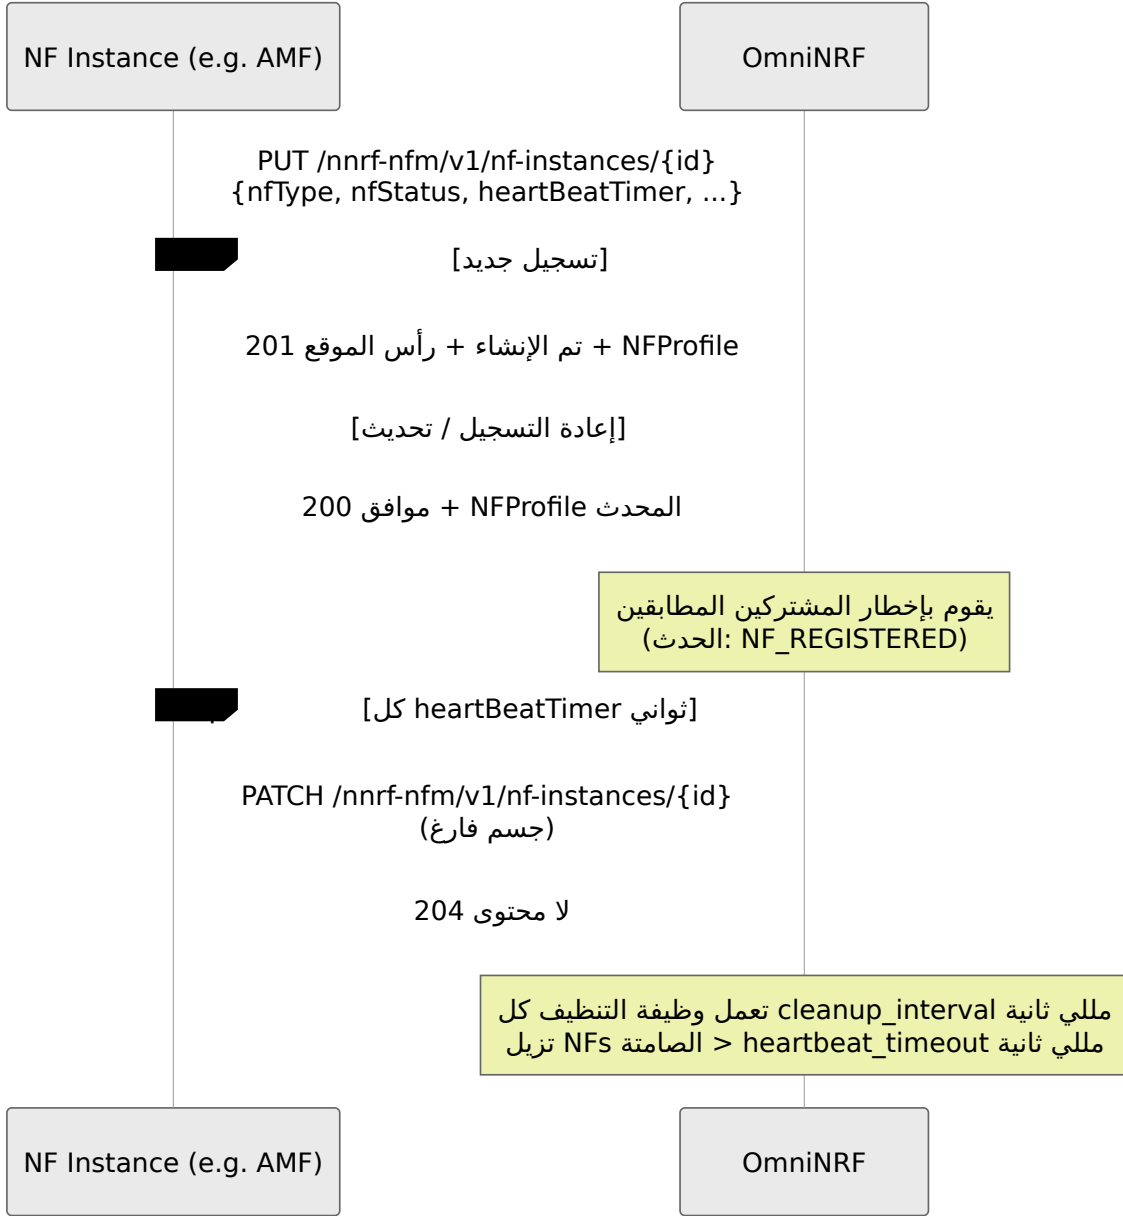 NF Instance (e.g. AMF)
OmniNRF
PUT /nnrf-nfm/v1/nf-instances/{id}
{nfType, nfStatus, heartBeatTimer, ...}
[تسجيل جديد]
201 تم الإنشاء + رأس الموقع + NFProfile
[إعادة التسجيل / تحديث]
200 موافق + NFProfile المحدث
يقوم بإخطار المشتركين المطابقين
(الحدث: NF_REGISTERED)
[كل heartBeatTimer ثواني]
PATCH /nnrf-nfm/v1/nf-instances/{id}
(جسم فارغ)
204 لا محتوى
تعمل وظيفة التنظيف كل cleanup_interval مللي ثانية
تزيل NFs الصامتة > heartbeat_timeout مللي ثانية
NF Instance (e.g. AMF)
OmniNRF